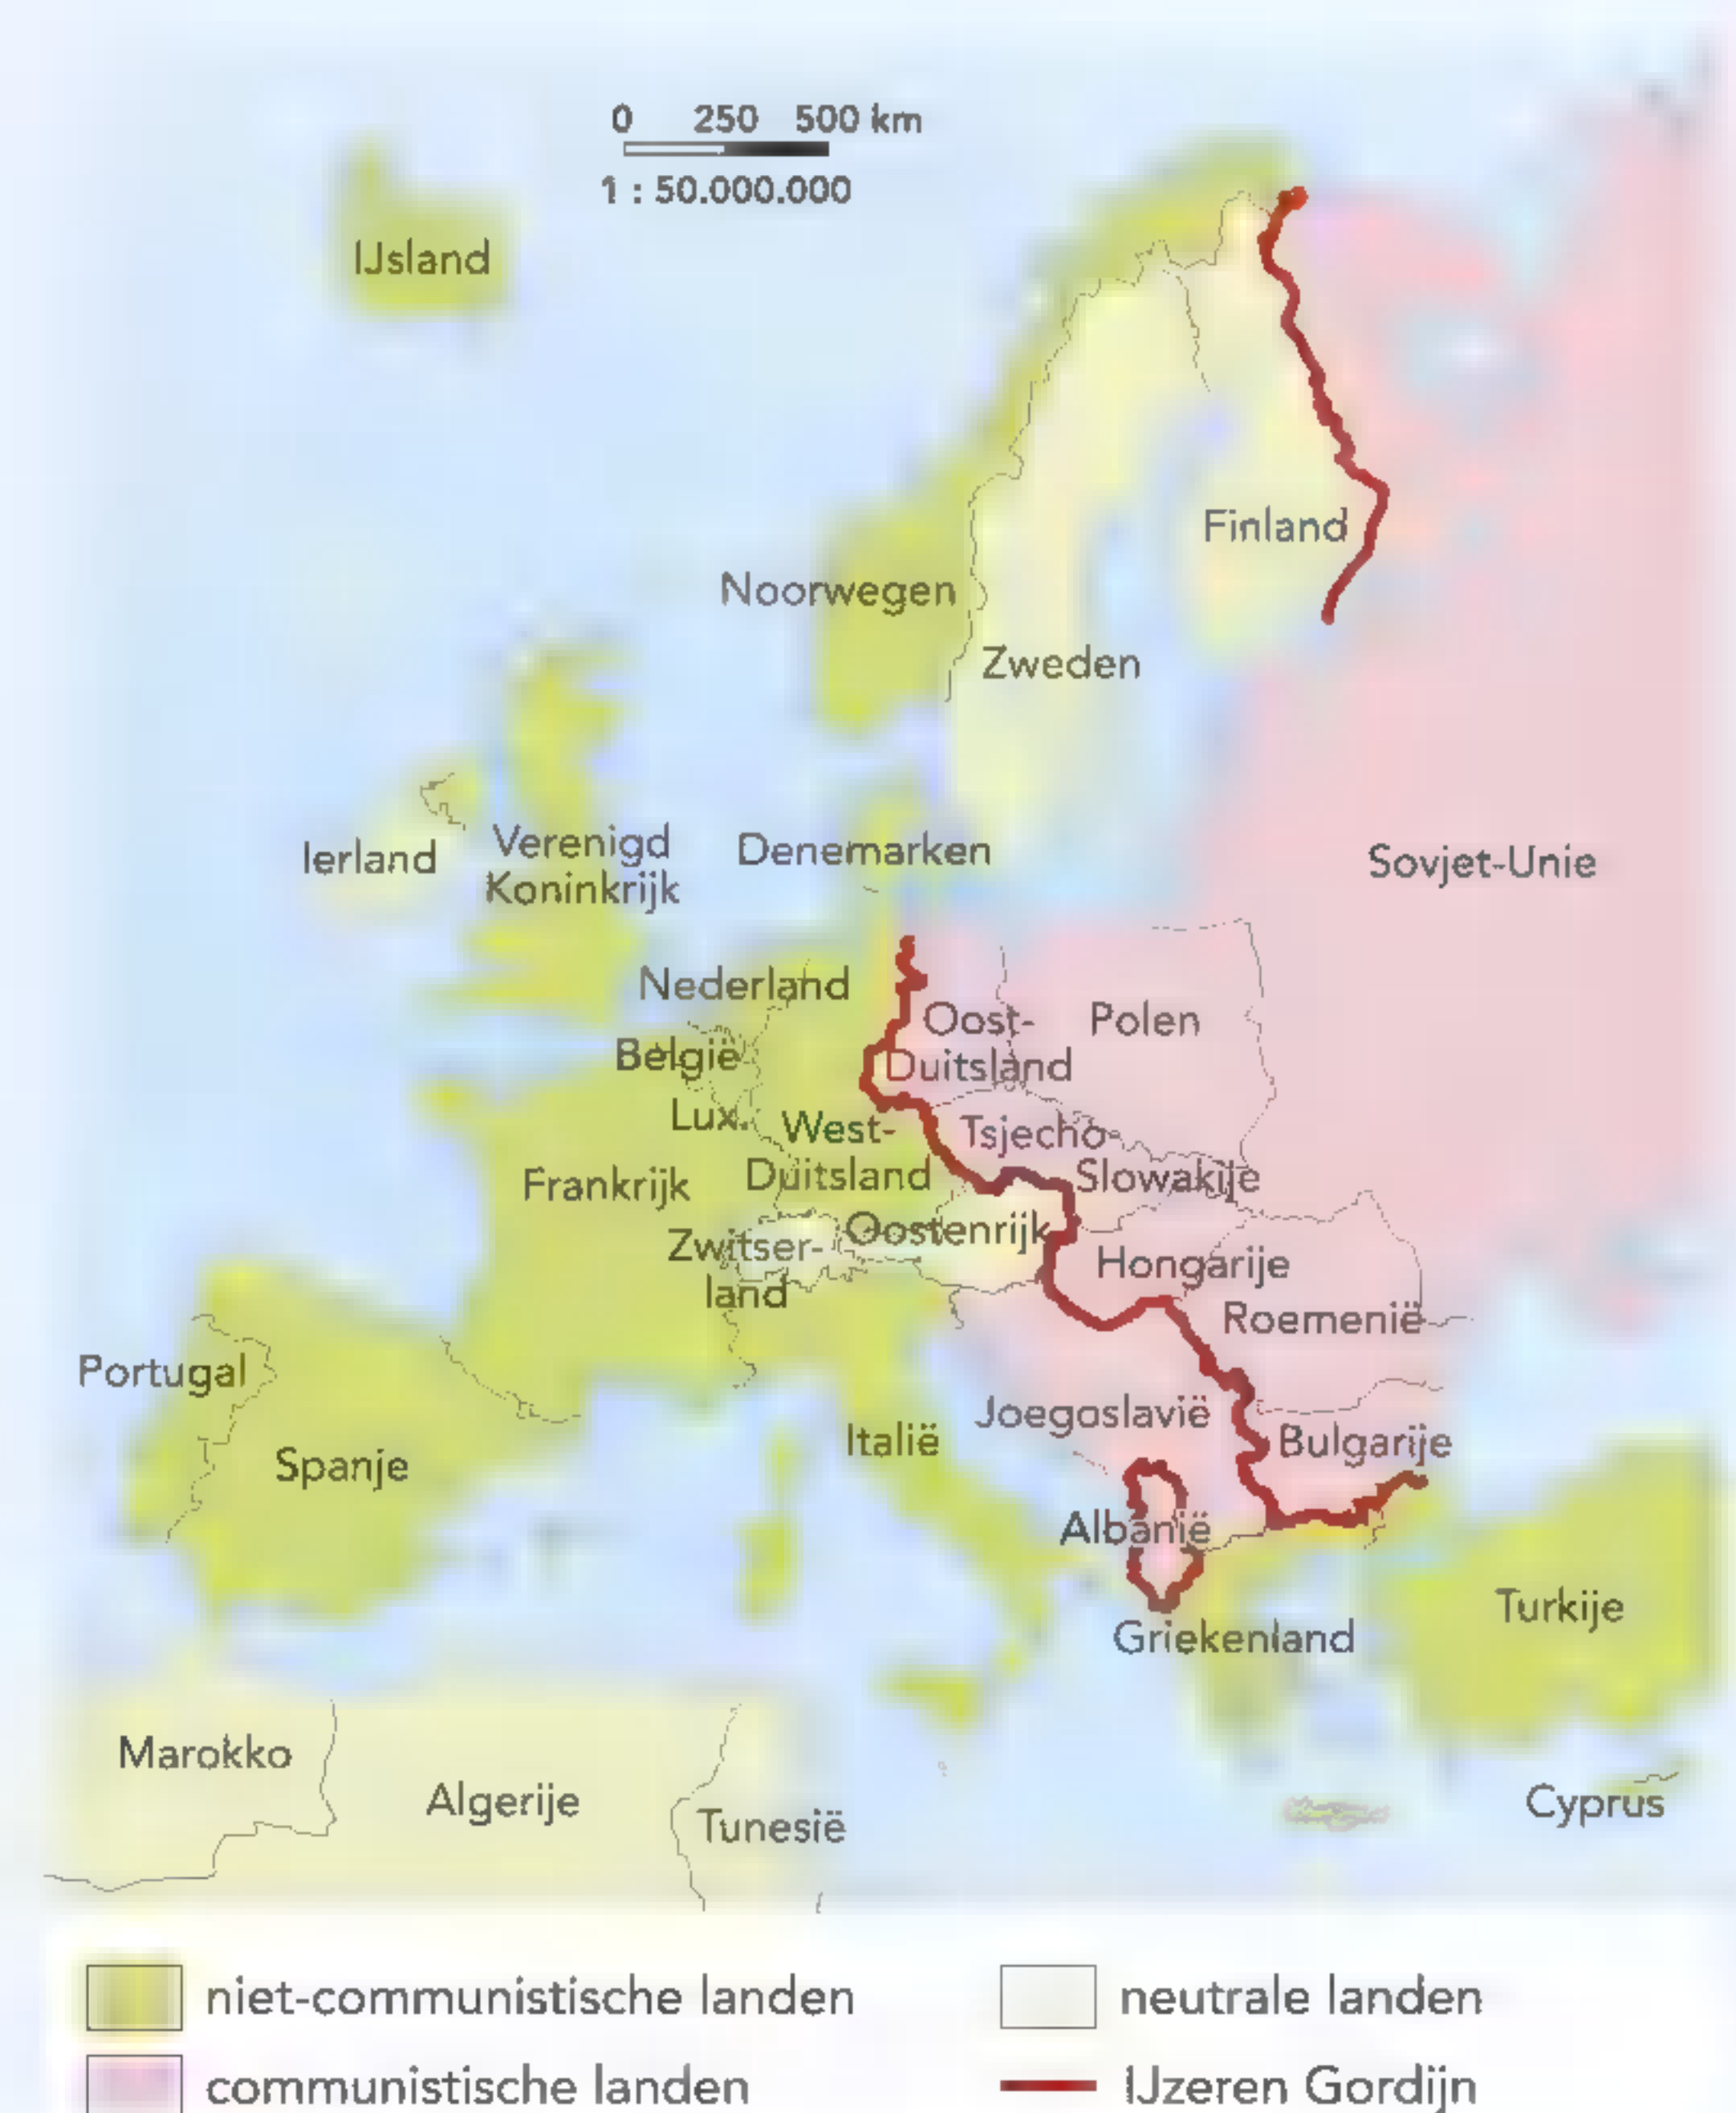 0 250 500 km
1 : 50.000.000
IJsland
Finland
Noorwegen
Zweden
Ierland
Verenigd
Koninkrijk
Denemarken
Sovjet-Unie
Nederland
Oost-
Duitsland
Polen
België
Lux.
West-
Duitsland
Tsjecho-
Slowakije
Frankrijk
Zwitser-
land
Oostenrijk
Hongarije
Roemenië
Portugal
Spanje
Italië
Joegoslavië
Bulgarije
Albanië
Griekenland
Turkije
Marokko
Algerije
Tunesië
Cyprus
niet-communistische landen
neutrale landen
communistische landen
IJzeren Gordijn